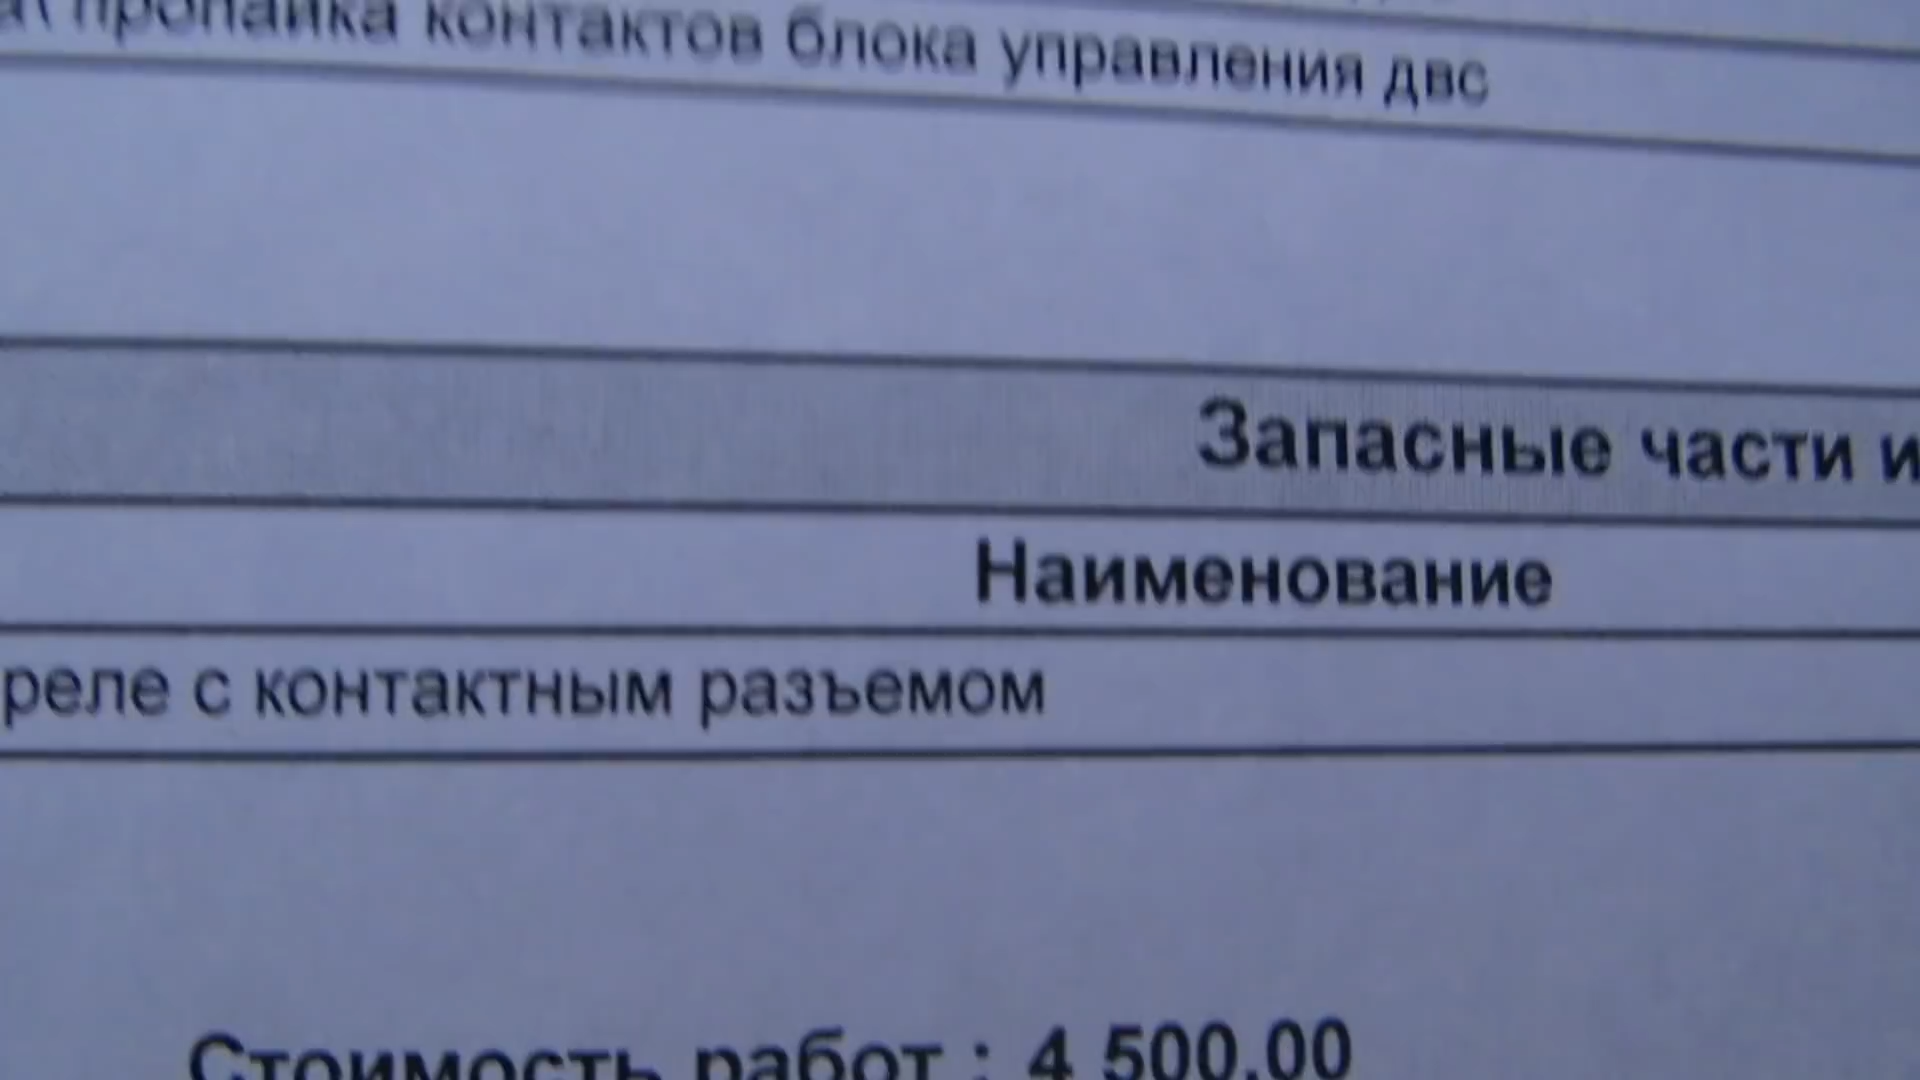 пропайка контактов блока управления двс
Запасные части и
Наименование
реле с контактным разъемом
Стоимость работ : 4 500.00